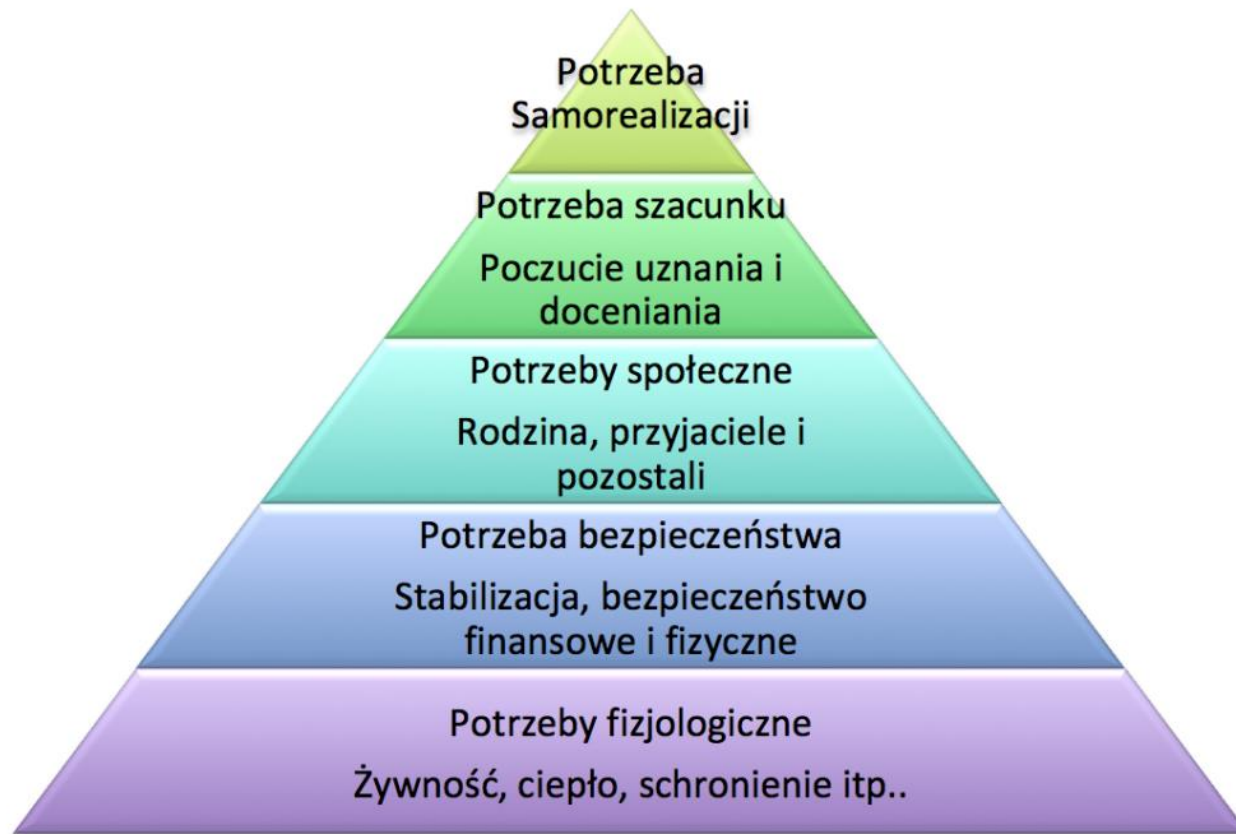 Potrzeba
Samorealizacji
Potrzeba szacunku
Poczucie uznania i
doceniania
Potrzeby społeczne
Rodzina, przyjaciele i
pozostali
Potrzeba bezpieczeństwa
Stabilizacja, bezpieczeństwo
finansowe i fizyczne
Potrzeby fizjologiczne
Żywność, ciepło, schronienie itp..